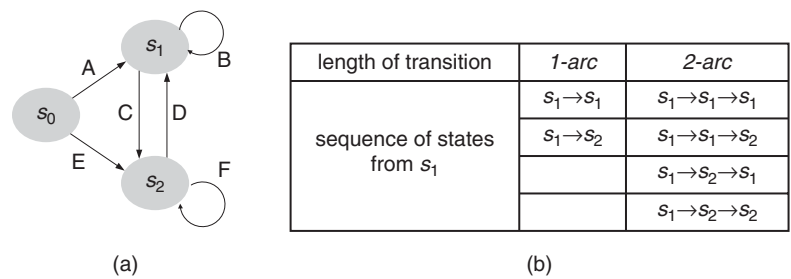 A
B
C
D
E
F
s0
s1
s2
(a)
length of transition 1-arc 2-arc
sequence of states
from s1
s1→s1 s1→s1→s1
s1→s2 s1→s1→s2
s1→s2→s1
s1→s2→s2
(b)